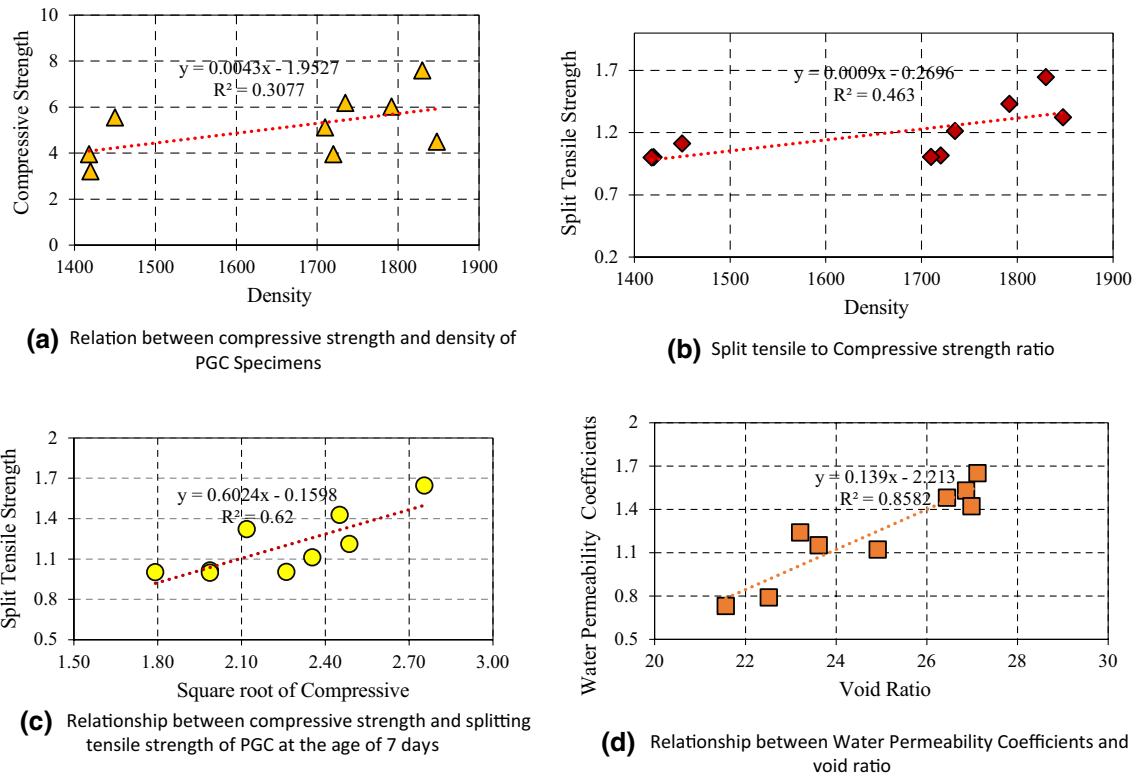 10
8
6
4
2
0
Compressive Strength
y = 0.0043x - 1.9527
R² = 0.3077
1400 1500 1600 1700 1800 1900
Density
(a) Relation between compressive strength and density of
PGC Specimens
1.7
1.2
0.7
0.2
Split Tensile Strength
y = 0.0009x - 0.2696
R² = 0.463
1400 1500 1600 1700 1800 1900
Density
(b) Split tensile to Compressive strength ratio
2
1.7
1.4
1.1
0.8
0.5
Split Tensile Strength
y = 0.6024x - 0.1598
R² = 0.62
1.50 1.80 2.10 2.40 2.70 3.00
Square root of Compressive
(c) Relationship between compressive strength and splitting
tensile strength of PGC at the age of 7 days
2
1.7
1.4
1.1
0.8
0.5
Water Permeability Coefficients
y = 0.139x - 2.213
R² = 0.8582
20 22 24 26 28 30
Void Ratio
(d) Relationship between Water Permeability Coefficients and
void ratio